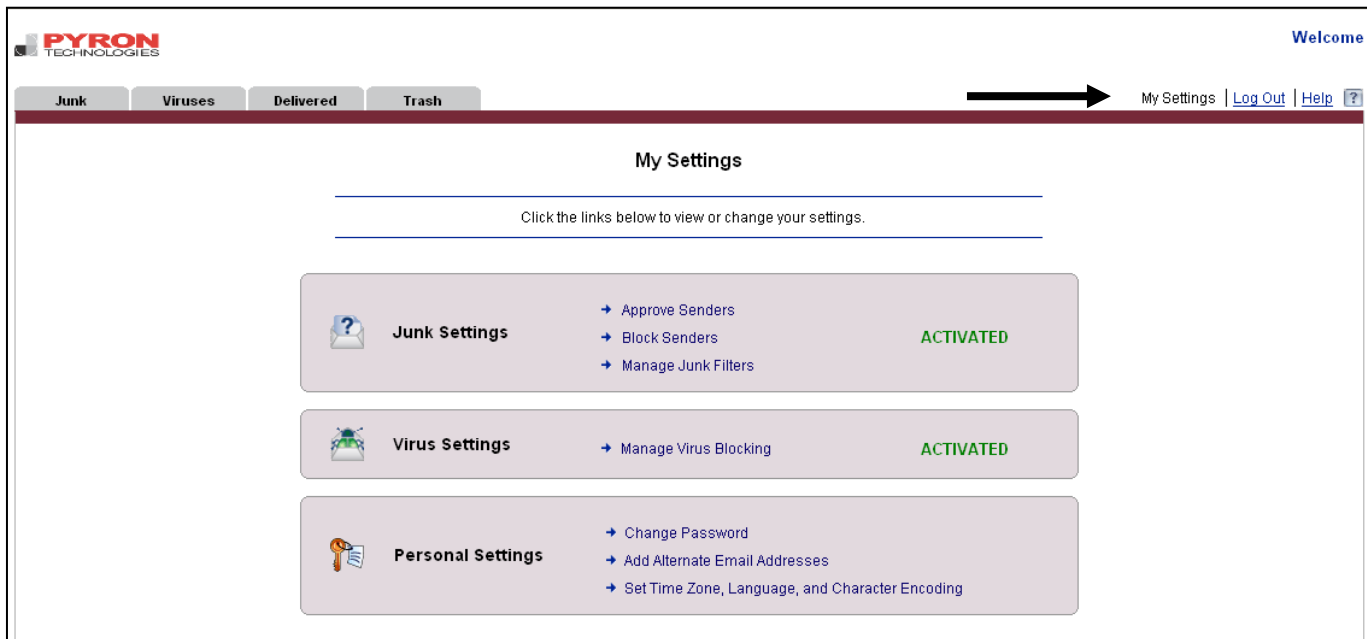 PYRON
TECHNOLOGIES
Welcome
Junk Viruses Delivered Trash
My Settings | Log Out | Help ?
My Settings
Click the links below to view or change your settings.
Junk Settings
Approve Senders
Block Senders
Manage Junk Filters
ACTIVATED
Virus Settings
Manage Virus Blocking
ACTIVATED
Personal Settings
Change Password
Add Alternate Email Addresses
Set Time Zone, Language, and Character Encoding